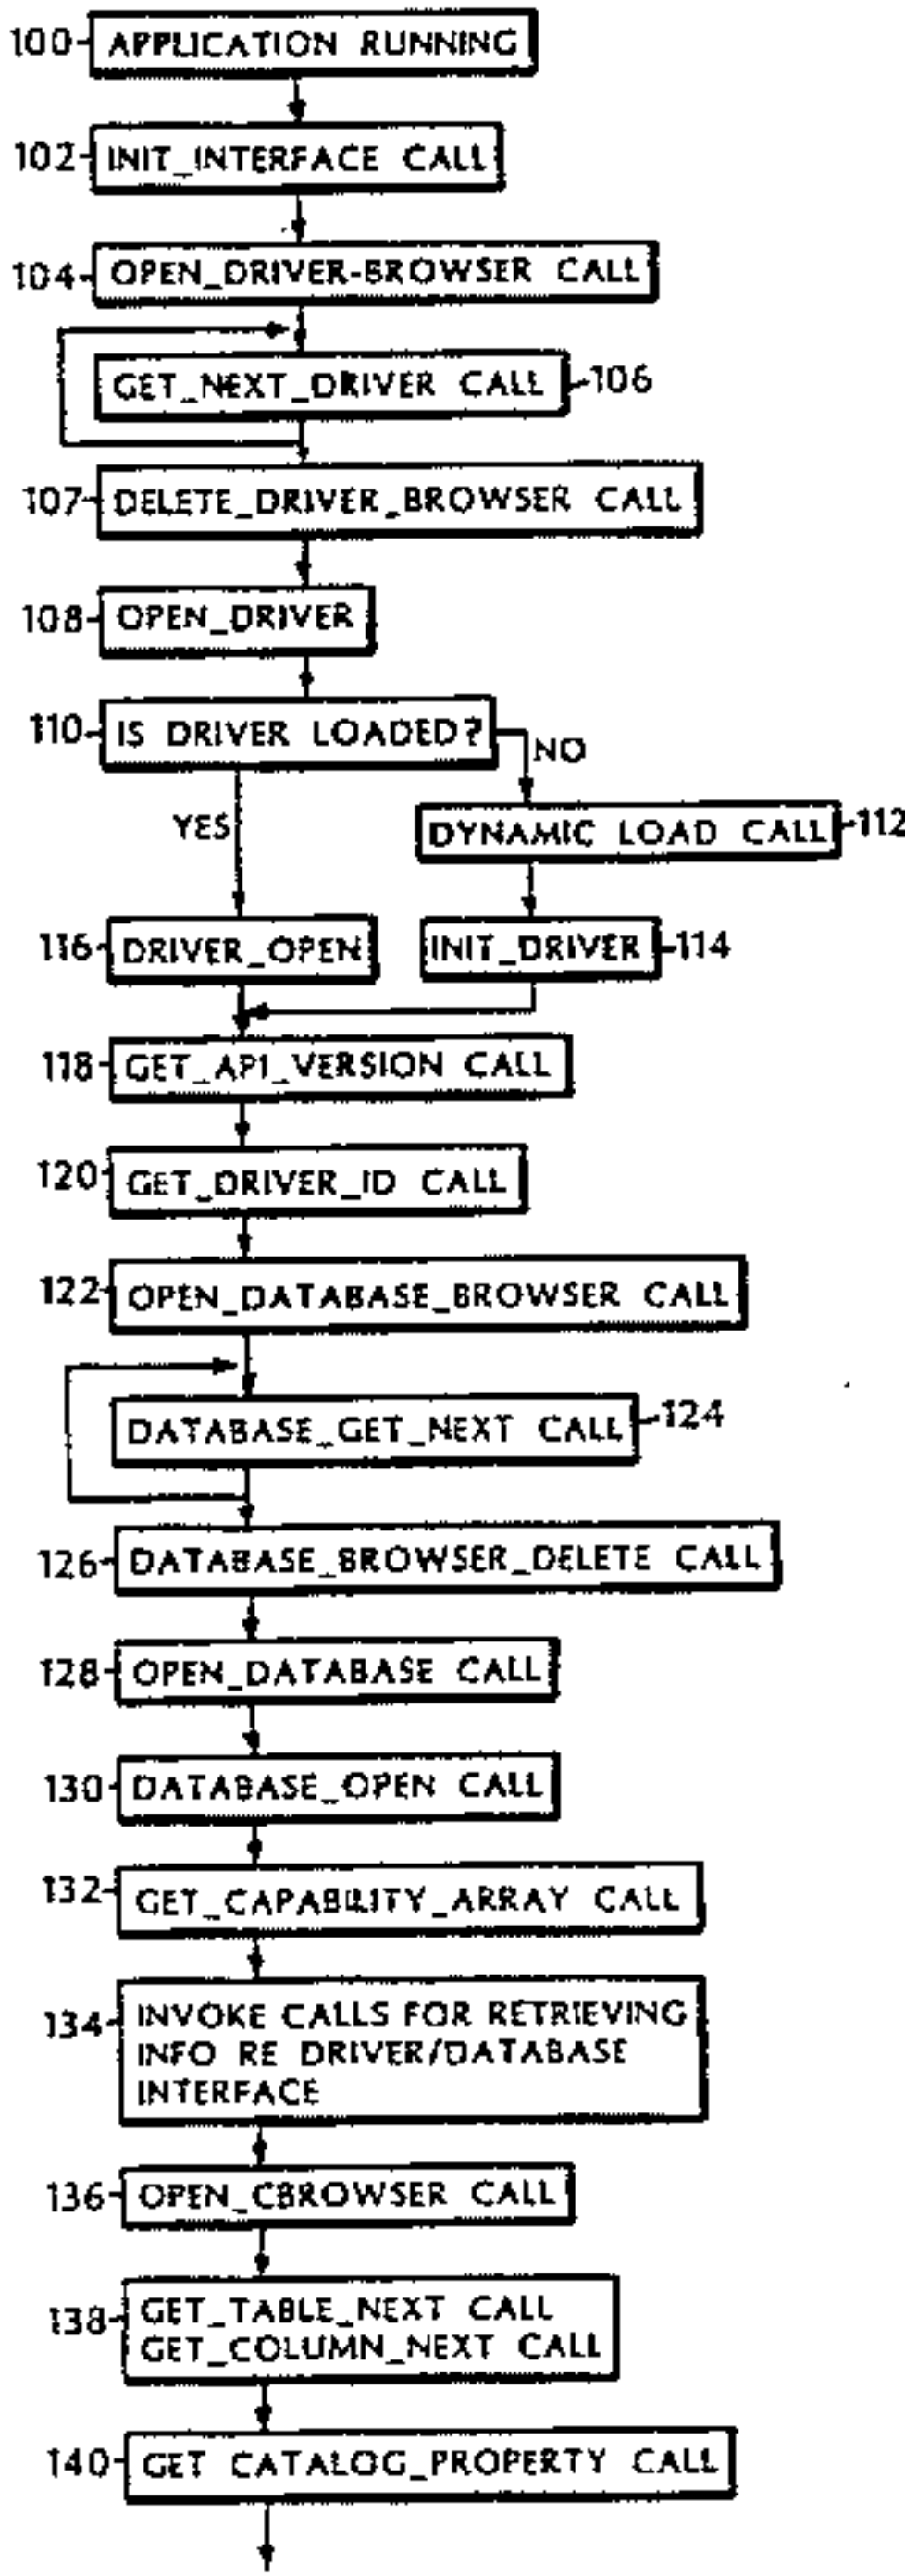 100 APPLICATION RUNNING
102 INIT_INTERFACE CALL
104 OPEN_DRIVER-BROWSER CALL
GET_NEXT_DRIVER CALL 106
107 DELETE_DRIVER_BROWSER CALL
108 OPEN_DRIVER
110 IS DRIVER LOADED?
NO
YES
DYNAMIC LOAD CALL 112
116 DRIVER_OPEN
INIT_DRIVER 114
118 GET_API_VERSION CALL
120 GET_DRIVER_ID CALL
122 OPEN_DATABASE_BROWSER CALL
DATABASE_GET_NEXT CALL 124
126 DATABASE_BROWSER_DELETE CALL
128 OPEN_DATABASE CALL
130 DATABASE_OPEN CALL
132 GET_CAPABILITY_ARRAY CALL
134 INVOKE CALLS FOR RETRIEVING
INFO RE DRIVER/DATABASE
INTERFACE
136 OPEN_CBROWSER CALL
138 GET_TABLE_NEXT CALL
GET_COLUMN_NEXT CALL
140 GET CATALOG_PROPERTY CALL